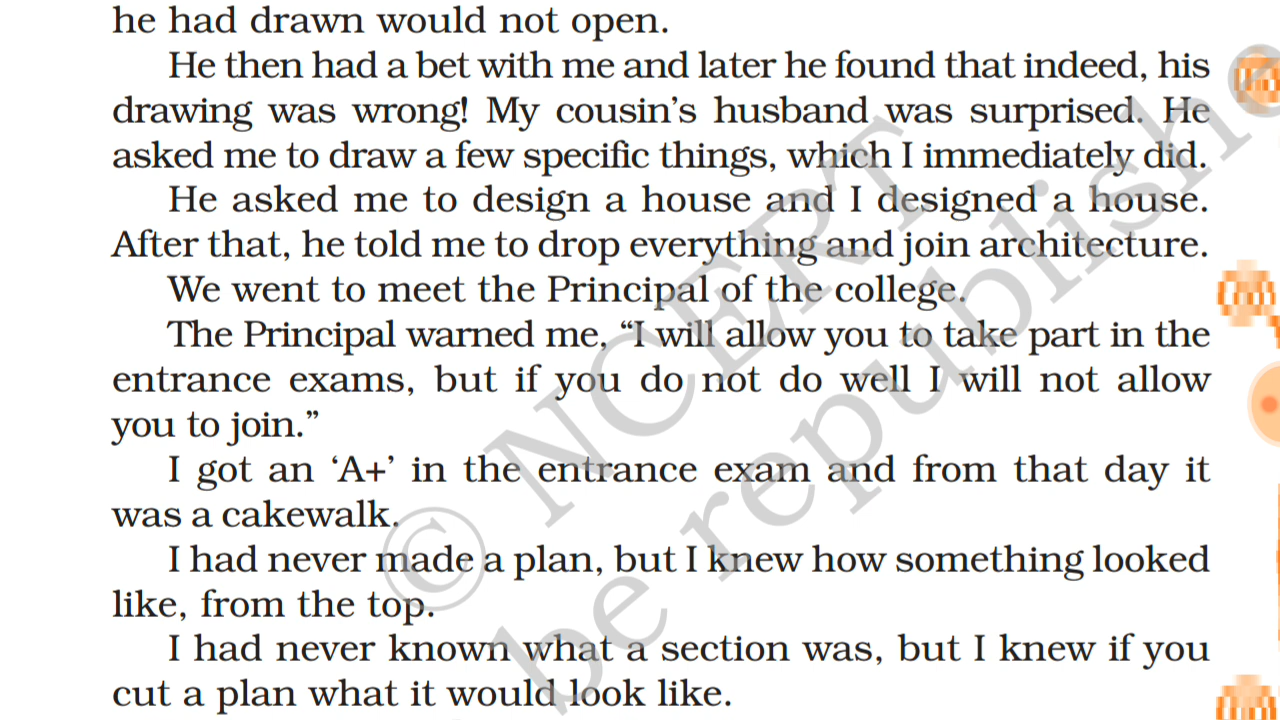 he had drawn would not open.
He then had a bet with me and later he found that indeed, his
drawing was wrong! My cousin’s husband was surprised. He
asked me to draw a few specific things, which I immediately did.
He asked me to design a house and I designed a house.
After that, he told me to drop everything and join architecture.
We went to meet the Principal of the college.
The Principal warned me, “I will allow you to take part in the
entrance exams, but if you do not do well I will not allow
you to join.”
I got an ‘A+’ in the entrance exam and from that day it
was a cakewalk.
I had never made a plan, but I knew how something looked
like, from the top.
I had never known what a section was, but I knew if you
cut a plan what it would look like.
© NCERT
be republishe